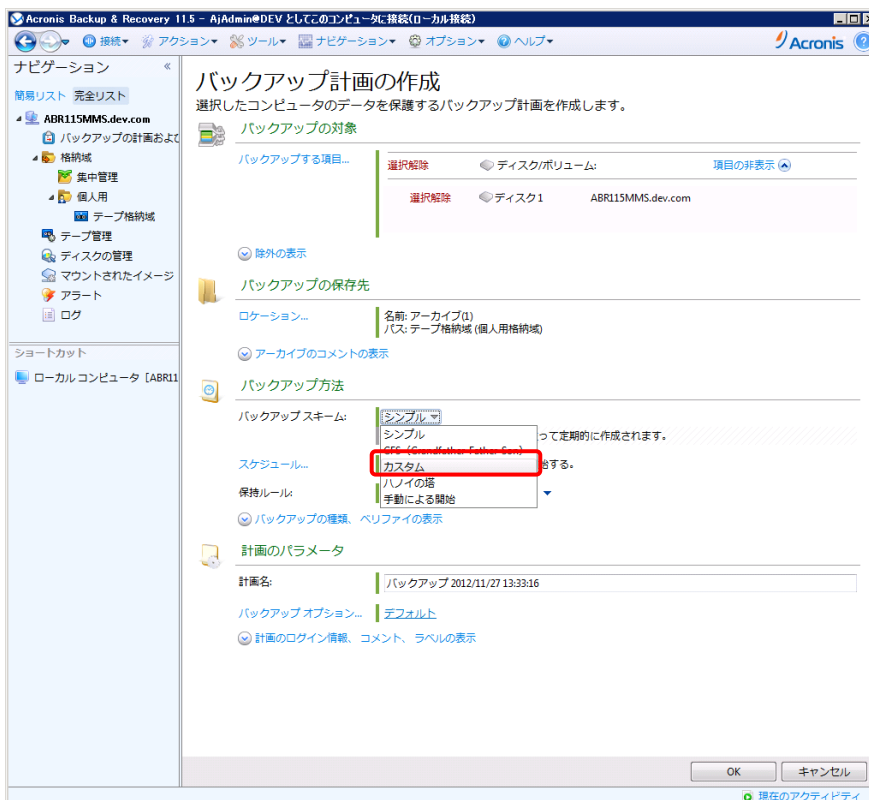 Acronis Backup & Recovery 11.5 - AjAdmin@DEV としてこのコンピュータに接続(ローカル接続)
接続 アクション ツール ナビゲーション オプション ヘルプ Acronis
ナビゲーション
簡易リスト 完全リスト
ABR115MMS.dev.com
バックアップの計画およ
格納域
集中管理
個人用
テープ格納域
テープ管理
ディスクの管理
マウントされたイメージ
アラート
ログ
ショートカット
ローカル コンピュータ [ABR11
バックアップ計画の作成
選択したコンピュータのデータを保護するバックアップ計画を作成します。
バックアップの対象
バックアップする項目...
選択解除 ディスク/ボリューム: 項目の非表示
選択解除 ディスク1 ABR115MMS.dev.com
除外の表示
バックアップの保存先
ロケーション... 名前: アーカイブ(1)
パス: テープ格納域 (個人用格納域)
アーカイブのコメントの表示
バックアップ方法
バックアップ スキーム: シンプル
シンプル
って定期的に作成されます。
GFS (Grandfather-Father-Son)
スケジュール... カスタム 始する。
ハノイの塔
保持ルール: 手動による開始
バックアップの種類、ベリファイの表示
計画のパラメータ
計画名: バックアップ 2012/11/27 13:33:16
バックアップ オプション... デフォルト
計画のログイン情報、コメント、ラベルの表示
OK キャンセル
現在のアクティビティ